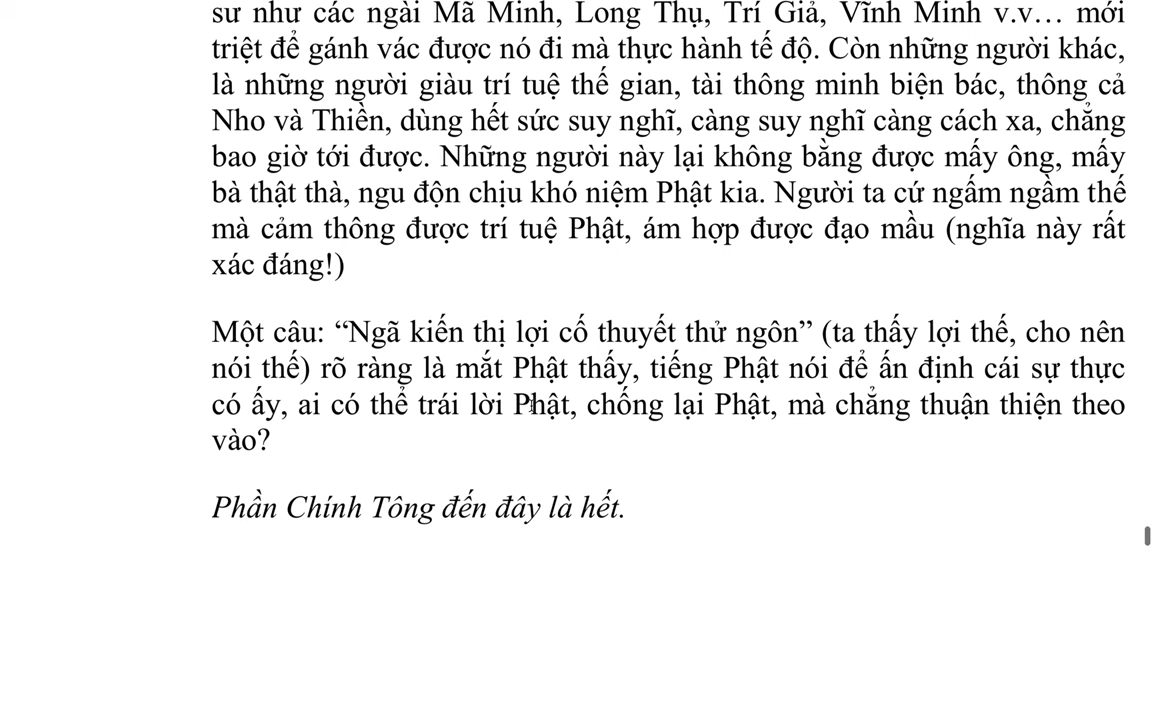 sư như các ngài Mã Minh, Long Thụ, Trí Giả, Vĩnh Minh v.v… mới
triệt để gánh vác được nó đi mà thực hành tế độ. Còn những người khác,
là những người giàu trí tuệ thế gian, tài thông minh biện bác, thông cả
Nho và Thiền, dùng hết sức suy nghĩ, càng suy nghĩ càng cách xa, chẳng
bao giờ tới được. Những người này lại không bằng được mấy ông, mấy
bà thật thà, ngu độn chịu khó niệm Phật kia. Người ta cứ ngấm ngầm thế
mà cảm thông được trí tuệ Phật, ám hợp được đạo mầu (nghĩa này rất
xác đáng!)
Một câu: “Ngã kiến thị lợi cố thuyết thử ngôn” (ta thấy lợi thế, cho nên
nói thế) rõ ràng là mắt Phật thấy, tiếng Phật nói để ấn định cái sự thực
có ấy, ai có thể trái lời Phật, chống lại Phật, mà chẳng thuận thiện theo
vào?
Phần Chính Tông đến đây là hết.